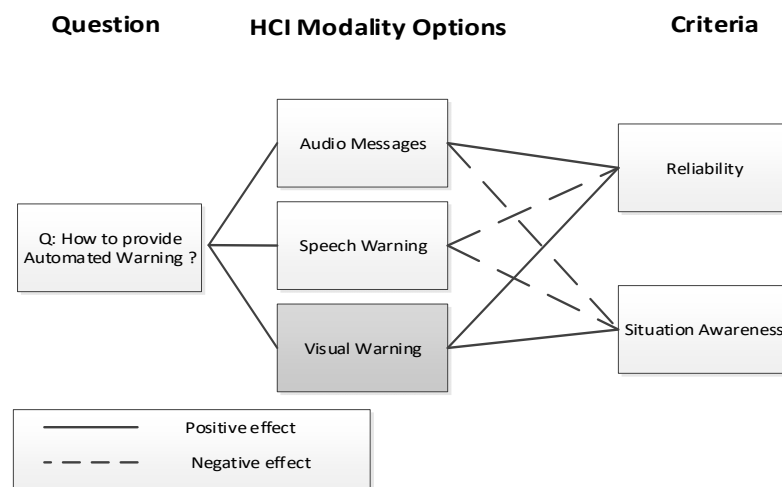 Question
HCI Modality Options
Criteria
Audio Messages
Reliability
Q: How to provide
Automated Warning ?
Speech Warning
Situation Awareness
Visual Warning
Positive effect
Negative effect